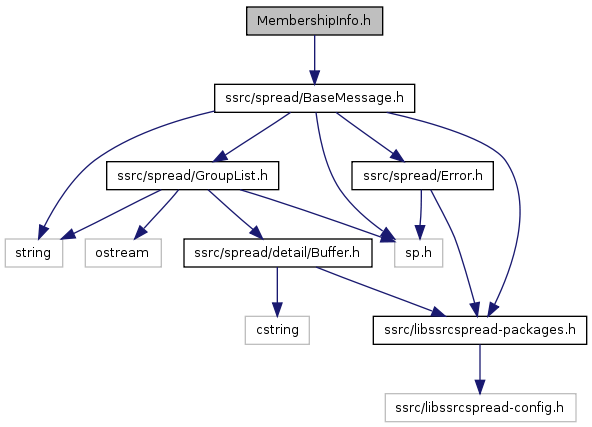 MembershipInfo.h
ssrc/spread/BaseMessage.h
ssrc/spread/GroupList.h
ssrc/spread/Error.h
string
ostream
ssrc/spread/detail/Buffer.h
sp.h
cstring
ssrc/libssrcspread-packages.h
ssrc/libssrcspread-config.h